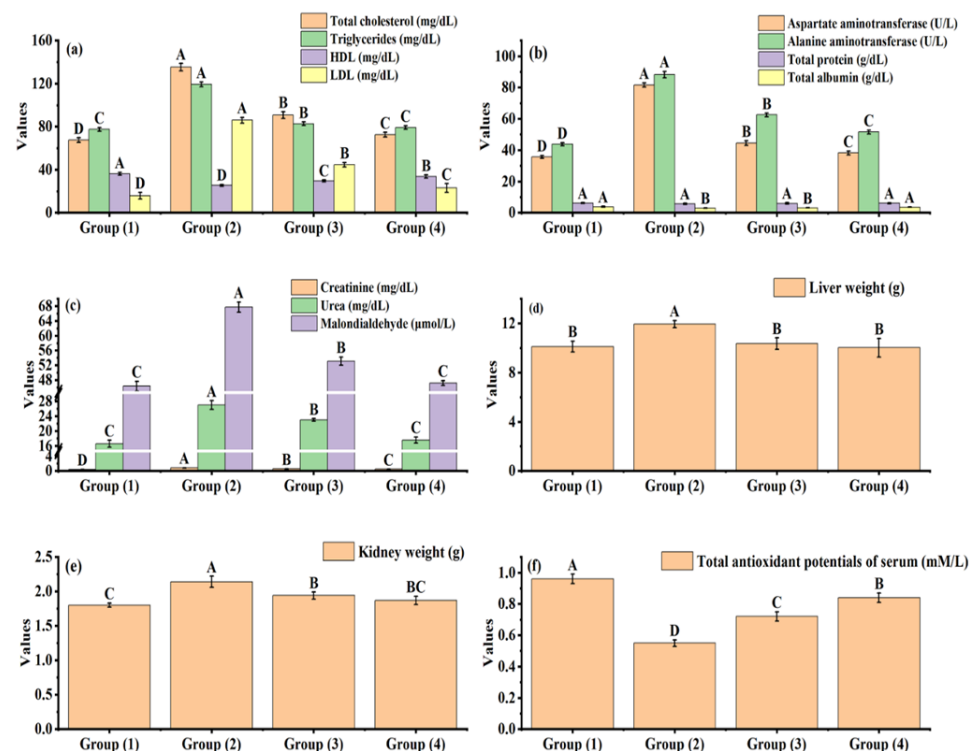 (a)
Total cholesterol (mg/dL)
Triglycerides (mg/dL)
HDL (mg/dL)
LDL (mg/dL)
Values
160
120
80
40
0
D C A D
A A D A
B B C B
C C B C
Group (1) Group (2) Group (3) Group (4)
(b)
Aspartate aminotransferase (U/L)
Alanine aminotransferase (U/L)
Total protein (g/dL)
Total albumin (g/dL)
Values
100
80
60
40
20
0
D D A A
A A A B
B B A B
C C A A
Group (1) Group (2) Group (3) Group (4)
(c)
Creatinine (mg/dL)
Urea (mg/dL)
Malondialdehyde (µmol/L)
Values
68
64
60
56
52
48
28
24
20
16
4
0
D C C
A A A
B B B
C C C
Group (1) Group (2) Group (3) Group (4)
(d)
Liver weight (g)
Values
12
8
4
0
B A B B
Group (1) Group (2) Group (3) Group (4)
(e)
Kidney weight (g)
Values
2.5
2.0
1.5
1.0
0.5
0.0
C A B BC
Group (1) Group (2) Group (3) Group (4)
(f)
Total antioxidant potentials of serum (mM/L)
Values
1.0
0.8
0.6
0.4
0.2
0.0
A D C B
Group (1) Group (2) Group (3) Group (4)